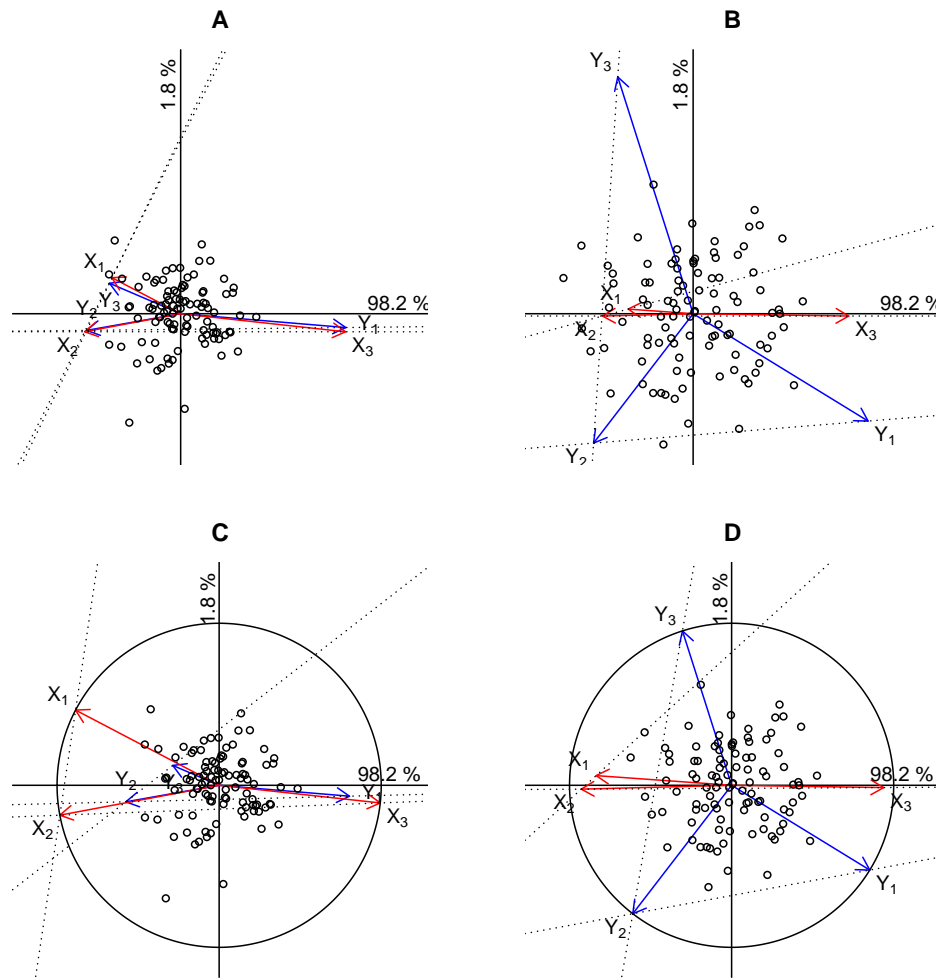 A
1.8 %
X₁
Y₂
Y₃
98.2 %
X₂
Y₁
X₃
B
Y₃
1.8 %
98.2 %
X₁
X₂
X₃
Y₁
Y₂
C
1.8 %
X₁
98.2 %
Y₂
Y
Y₁
X₂
X₃
D
1.8 %
Y₃
98.2 %
X₁
X₂
X₃
Y₁
Y₂